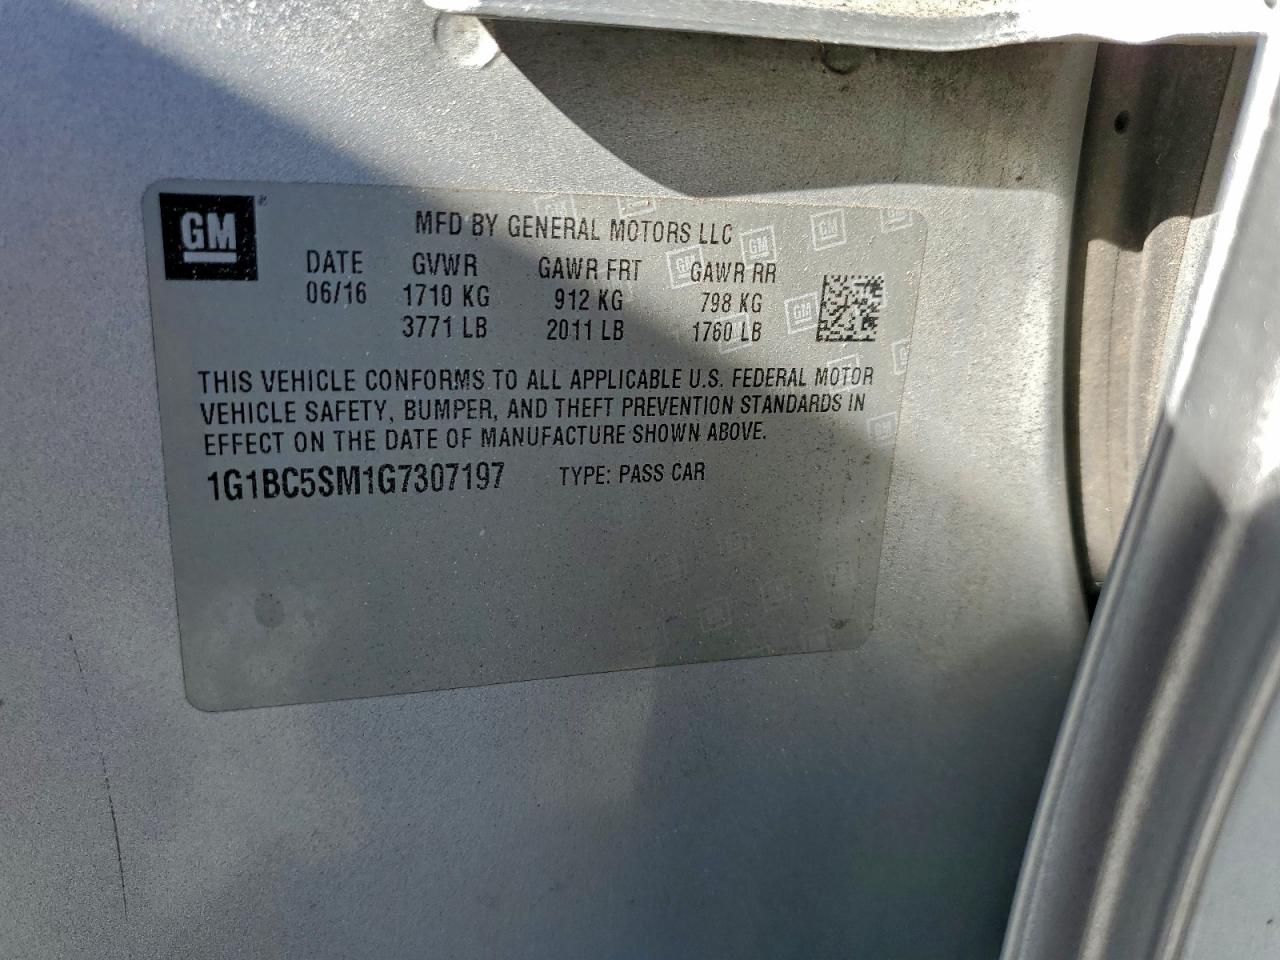 GM
MFD BY GENERAL MOTORS LLC
DATE GVWR GAWR FRT GAWR RR
06/16 1710 KG 912 KG 798 KG
3771 LB 2011 LB 1760 LB
THIS VEHICLE CONFORMS TO ALL APPLICABLE U.S. FEDERAL MOTOR
VEHICLE SAFETY, BUMPER, AND THEFT PREVENTION STANDARDS IN
EFFECT ON THE DATE OF MANUFACTURE SHOWN ABOVE.
1G1BC5SM1G7307197 TYPE: PASS CAR